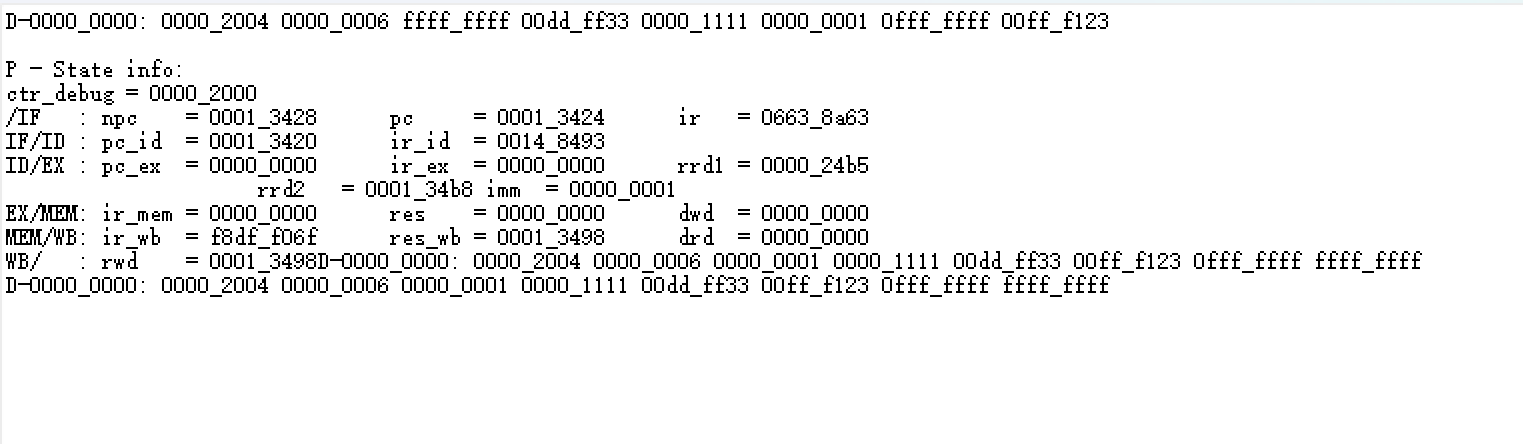 D-0000_0000: 0000_2004 0000_0006 ffff_ffff 00dd_ff33 0000_1111 0000_0001 0fff_ffff 00ff_f123
P - State info:
ctr_debug = 0000_2000
/IF   : npc    = 0001_3428      pc     = 0001_3424      ir   = 0663_8a63
IF/ID : pc_id  = 0001_3420      ir_id  = 0014_8493
ID/EX : pc_ex  = 0000_0000      ir_ex  = 0000_0000      rrd1 = 0000_24b5
rrd2   = 0001_34b8 imm  = 0000_0001
EX/MEM: ir_mem = 0000_0000      res    = 0000_0000      dwd  = 0000_0000
MEM/WB: ir_wb  = f8df_f06f      res_wb = 0001_3498      drd  = 0000_0000
WB/   : rwd    = 0001_3498D-0000_0000: 0000_2004 0000_0006 0000_0001 0000_1111 00dd_ff33 00ff_f123 0fff_ffff ffff_ffff
D-0000_0000: 0000_2004 0000_0006 0000_0001 0000_1111 00dd_ff33 00ff_f123 0fff_ffff ffff_ffff